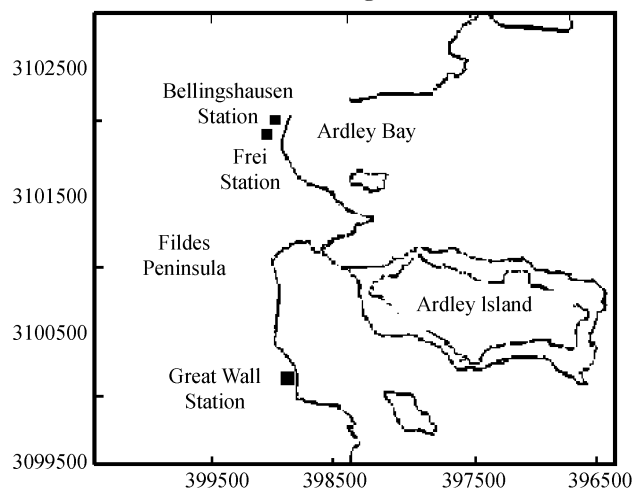 3102500
Bellingshausen
Station
Ardley Bay
Frei
Station
3101500
Fildes
Peninsula
Ardley Island
3100500
Great Wall
Station
3099500
399500 398500 397500 396500